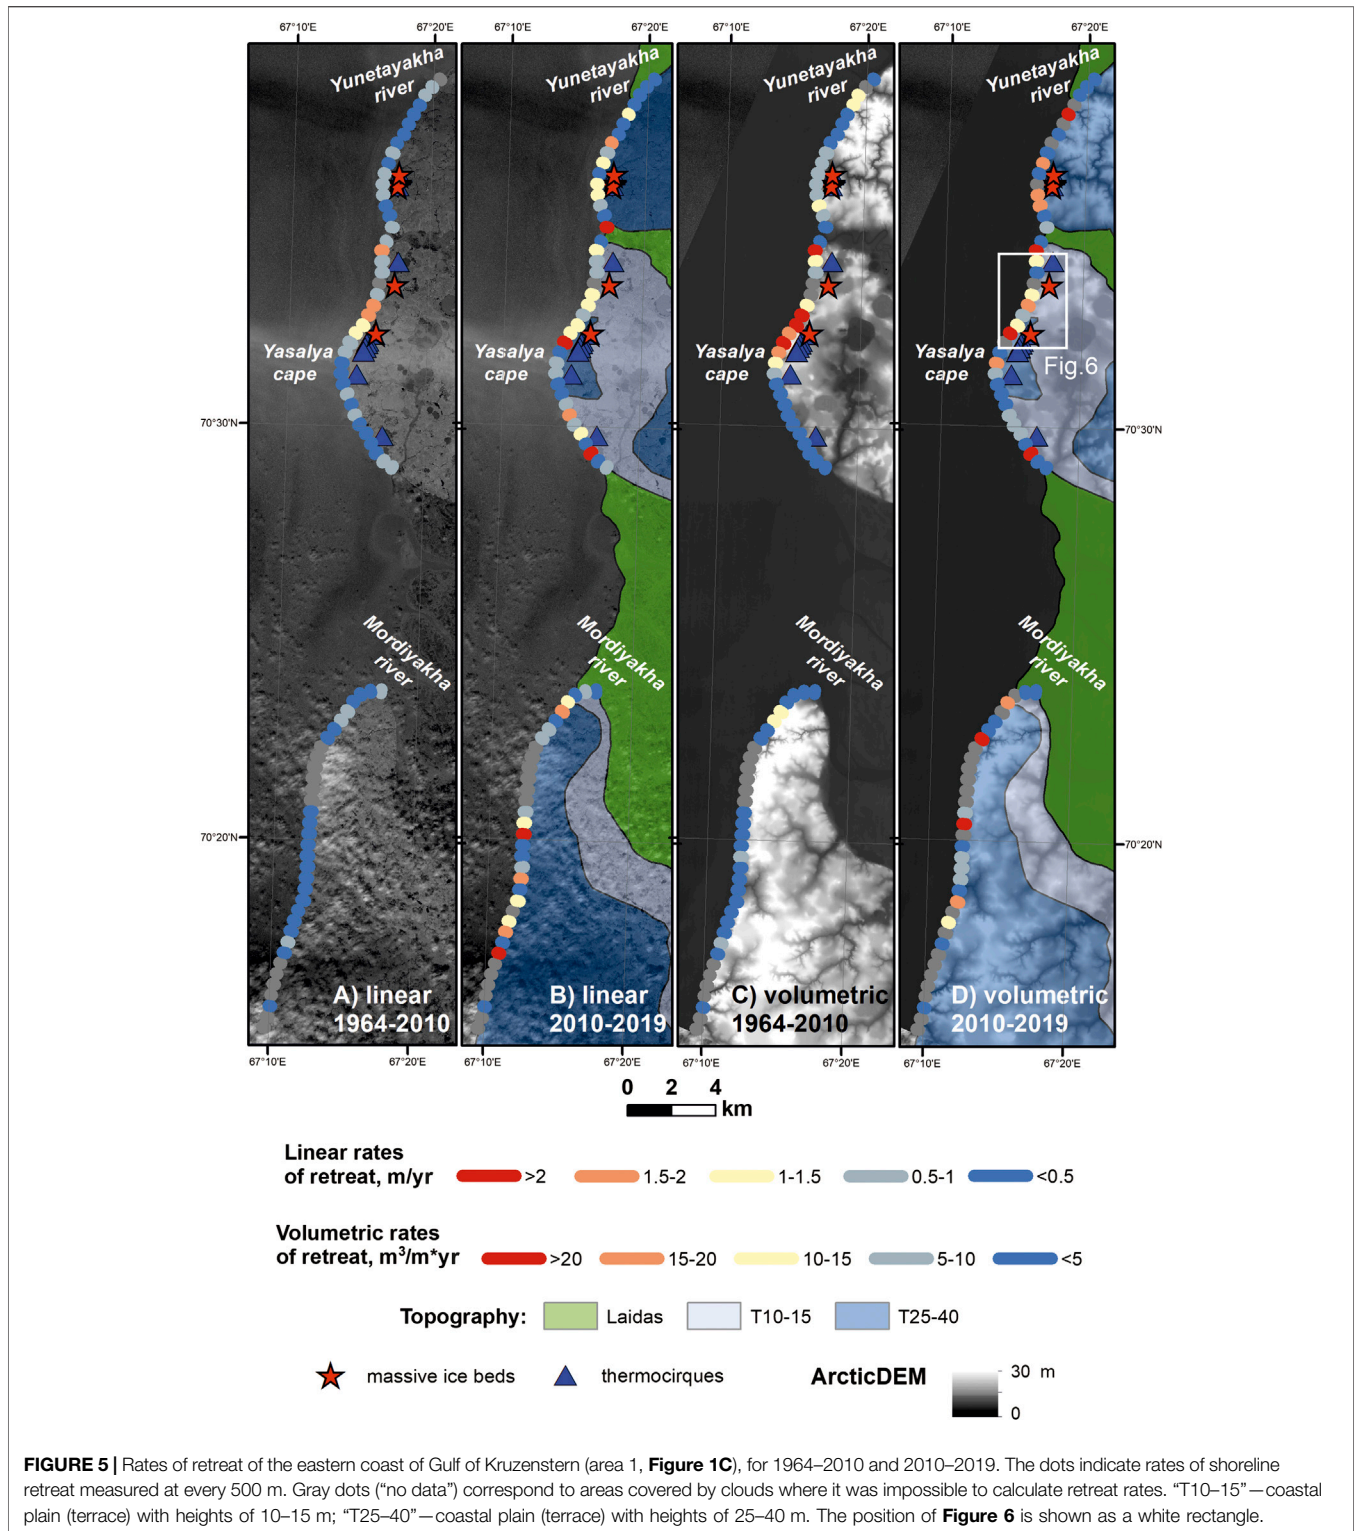 67°10'E 67°20'E 67°10'E 67°20'E 67°10'E 67°20'E 67°10'E 67°20'E
Yunetayakha
river
Yunetayakha
river
Yunetayakha
river
Yunetayakha
river
Yasalya
cape
Yasalya
cape
Yasalya
cape
Yasalya
cape
Fig.6
70°30'N 70°30'N
Mordiyakha
river
Mordiyakha
river
Mordiyakha
river
Mordiyakha
river
70°20'N 70°20'N
A) linear
1964-2010
B) linear
2010-2019
C) volumetric
1964-2010
D) volumetric
2010-2019
67°10'E 67°20'E 67°10'E 67°20'E 67°10'E 67°20'E 67°10'E 67°20'E
0 2 4
km
Linear rates
of retreat, m/yr >2 1.5-2 1-1.5 0.5-1 <0.5
Volumetric rates
of retreat, m³/m*yr >20 15-20 10-15 5-10 <5
Topography: Laidas T10-15 T25-40
massive ice beds thermocirques ArcticDEM 30 m
0
FIGURE 5 | Rates of retreat of the eastern coast of Gulf of Kruzenstern (area 1, Figure 1C), for 1964–2010 and 2010–2019. The dots indicate rates of shoreline
retreat measured at every 500 m. Gray dots (“no data”) correspond to areas covered by clouds where it was impossible to calculate retreat rates. “T10–15”—coastal
plain (terrace) with heights of 10–15 m; “T25–40”—coastal plain (terrace) with heights of 25–40 m. The position of Figure 6 is shown as a white rectangle.